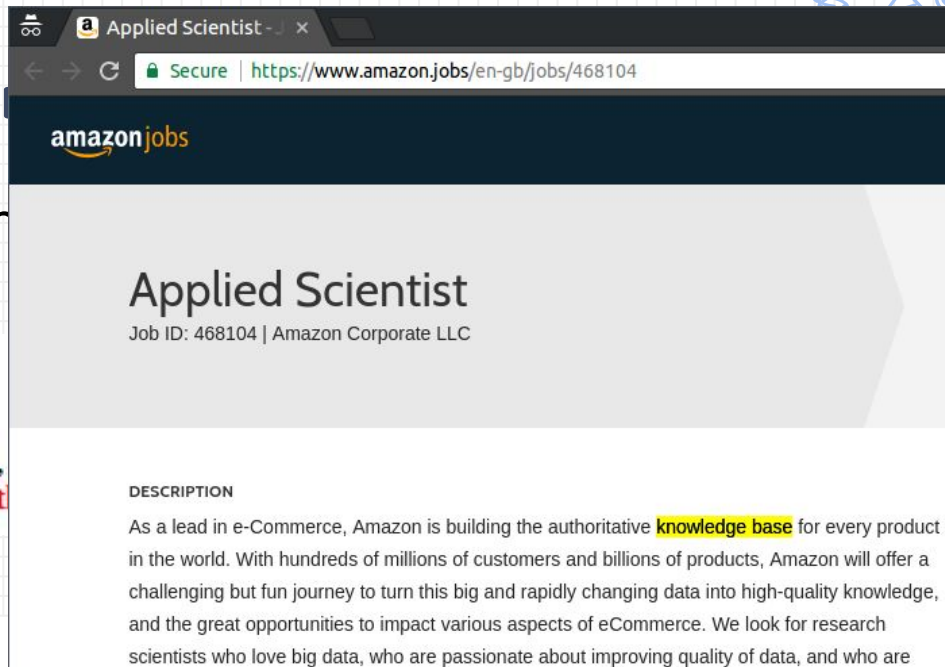 Applied Scientist -
Secure | https://www.amazon.jobs/en-gb/jobs/468104
amazonjobs
Applied Scientist
Job ID: 468104 | Amazon Corporate LLC
DESCRIPTION
As a lead in e-Commerce, Amazon is building the authoritative knowledge base for every product
in the world. With hundreds of millions of customers and billions of products, Amazon will offer a
challenging but fun journey to turn this big and rapidly changing data into high-quality knowledge,
and the great opportunities to impact various aspects of eCommerce. We look for research
scientists who love big data, who are passionate about improving quality of data, and who are